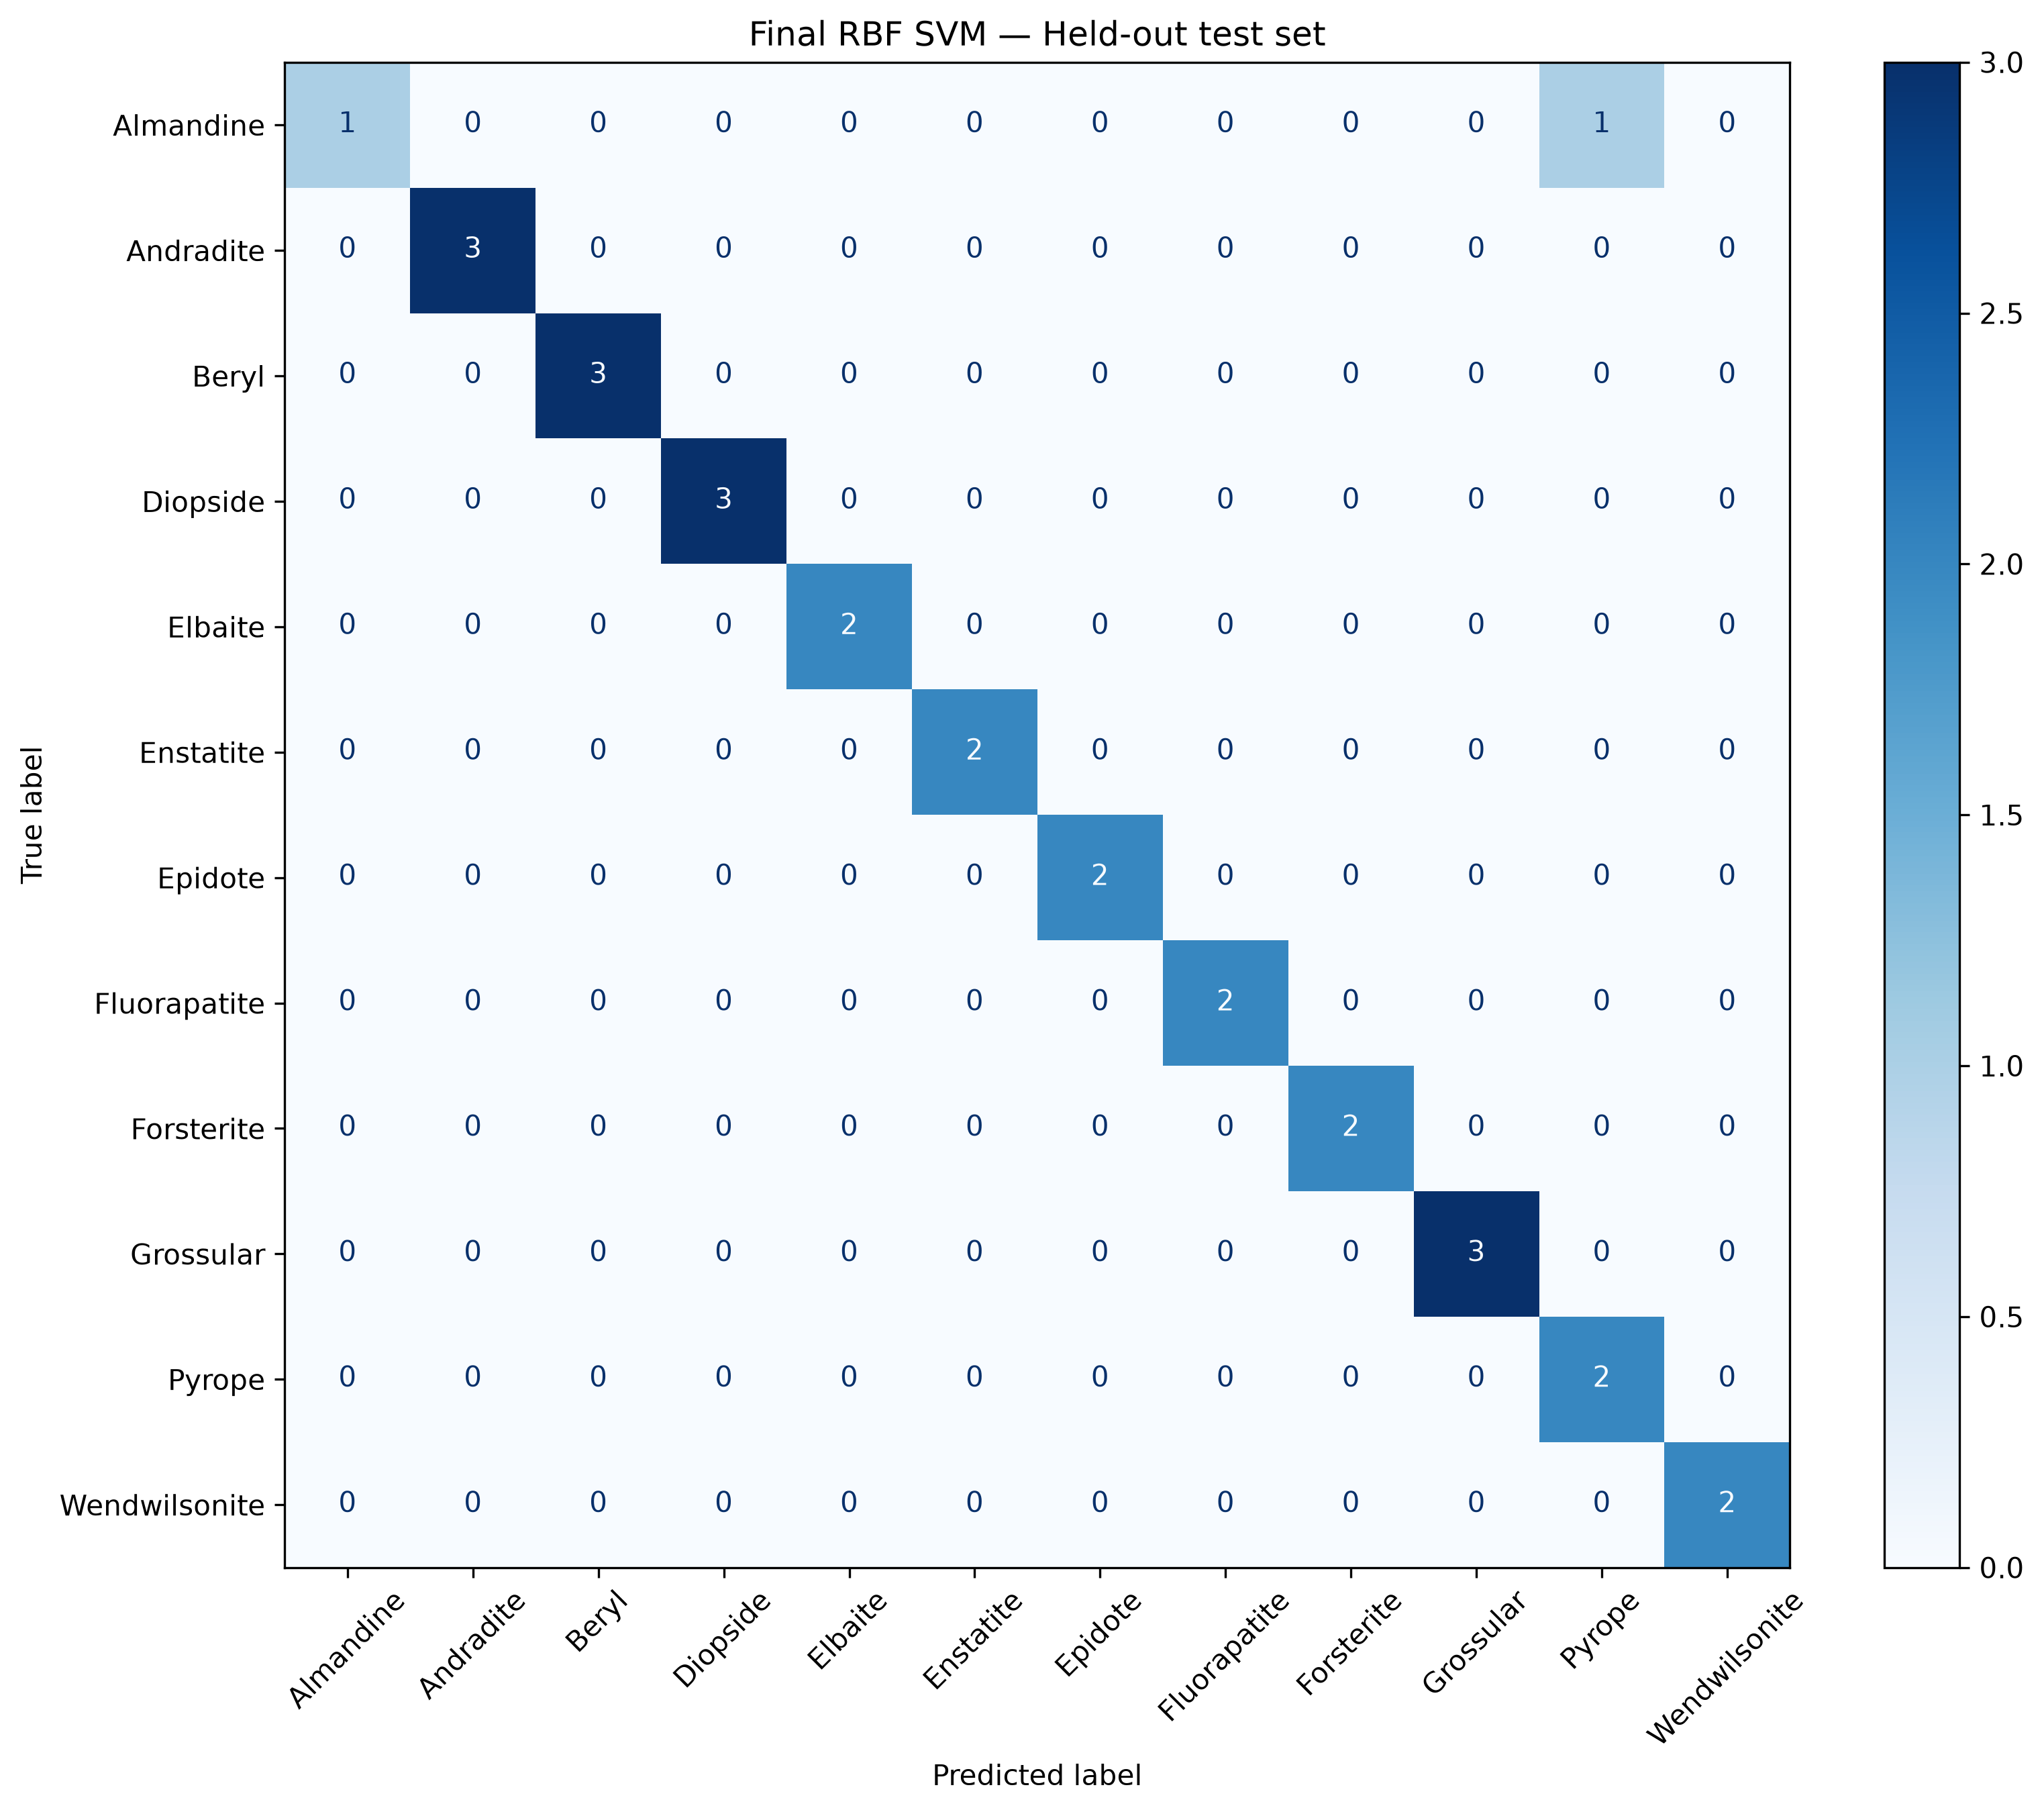 Final RBF SVM — Held-out test set
Almandine 1 0 0 0 0 0 0 0 0 0 1 0
Andradite 0 3 0 0 0 0 0 0 0 0 0 0
Beryl 0 0 3 0 0 0 0 0 0 0 0 0
Diopside 0 0 0 3 0 0 0 0 0 0 0 0
Elbaite 0 0 0 0 2 0 0 0 0 0 0 0
Enstatite 0 0 0 0 0 2 0 0 0 0 0 0
Epidote 0 0 0 0 0 0 2 0 0 0 0 0
Fluorapatite 0 0 0 0 0 0 0 2 0 0 0 0
Forsterite 0 0 0 0 0 0 0 0 2 0 0 0
Grossular 0 0 0 0 0 0 0 0 0 3 0 0
Pyrope 0 0 0 0 0 0 0 0 0 0 2 0
Wendwilsonite 0 0 0 0 0 0 0 0 0 0 0 2
True label
Almandine Andradite Beryl Diopside Elbaite Enstatite Epidote Fluorapatite Forsterite Grossular Pyrope Wendwilsonite
Predicted label
3.0
2.5
2.0
1.5
1.0
0.5
0.0